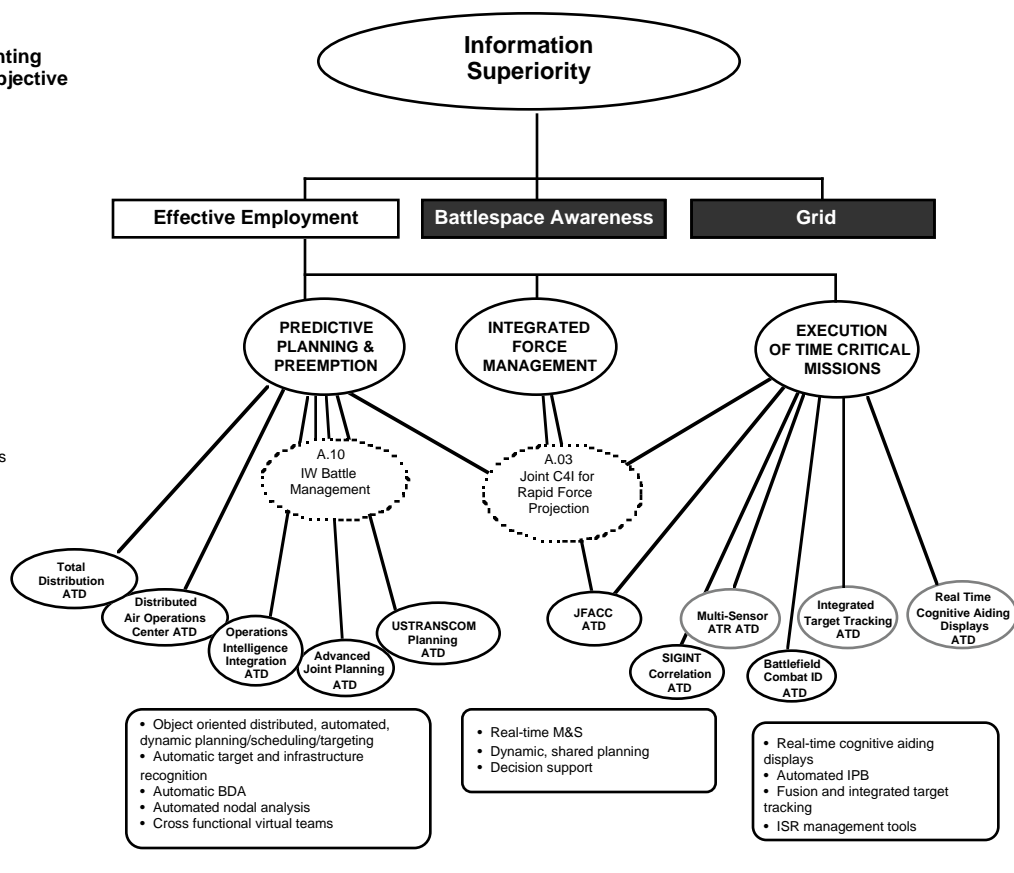 Information
Superiority
bjective
Effective Employment
Battlespace Awareness
Grid
PREDICTIVE
PLANNING &
PREEMPTION
INTEGRATED
FORCE
MANAGEMENT
EXECUTION
OF TIME CRITICAL
MISSIONS
A.10
IW Battle
Management
A.03
Joint C4I for
Rapid Force
Projection
Total
Distribution
ATD
Distributed
Air Operations
Center ATD
Operations
Intelligence
Integration
ATD
Advanced
Joint Planning
ATD
USTRANSCOM
Planning
ATD
JFACC
ATD
SIGINT
Correlation
ATD
Multi-Sensor
ATR ATD
Battlefield
Combat ID
ATD
Integrated
Target Tracking
ATD
Real Time
Cognitive Aiding
Displays
ATD
• Object oriented distributed, automated,
dynamic planning/scheduling/targeting
• Automatic target and infrastructure
recognition
• Automatic BDA
• Automated nodal analysis
• Cross functional virtual teams
• Real-time M&S
• Dynamic, shared planning
• Decision support
• Real-time cognitive aiding
displays
• Automated IPB
• Fusion and integrated target
tracking
• ISR management tools